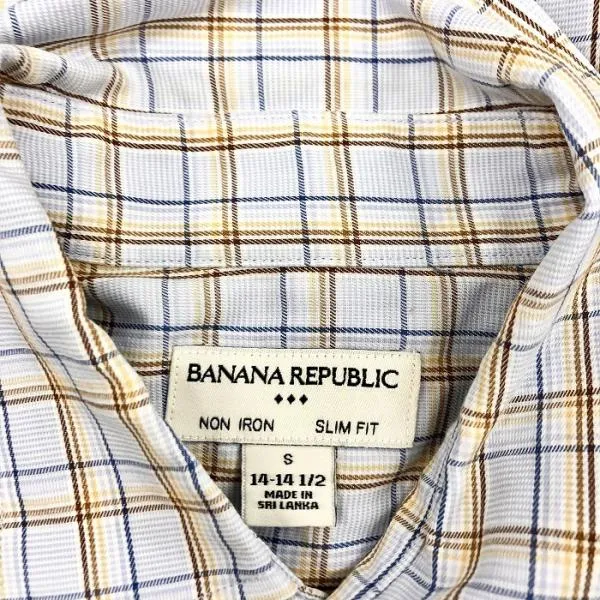 BANANA REPUBLIC
NON IRON SLIM FIT
S
14-14 1/2
MADE IN
SRI LANKA